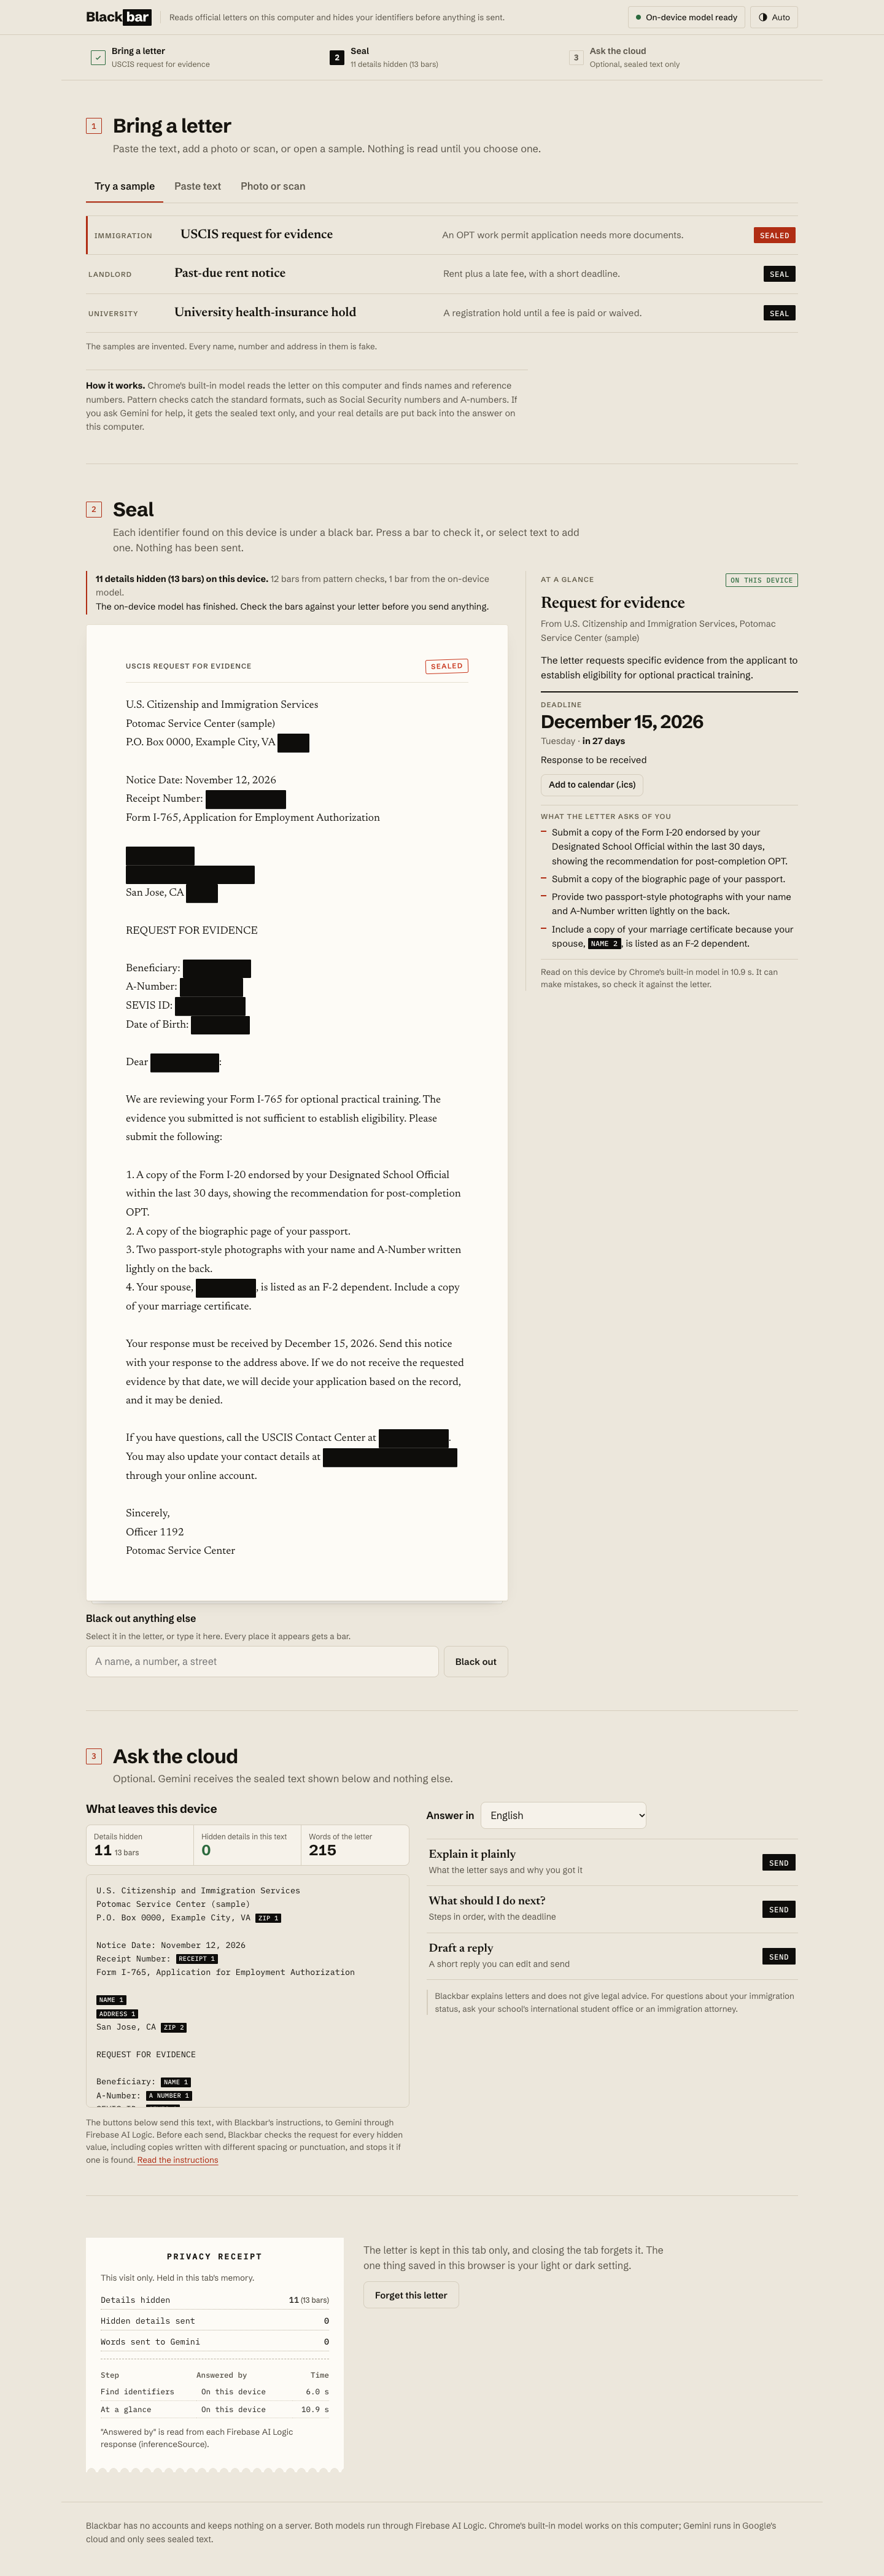 Blackbar
Reads official letters on this computer and hides your identifiers before anything is sent.
On-device model ready
Auto
Bring a letter
USCIS request for evidence
2
Seal
11 details hidden (13 bars)
3
Ask the cloud
Optional, sealed text only
1
Bring a letter
Paste the text, add a photo or scan, or open a sample. Nothing is read until you choose one.
Try a sample
Paste text
Photo or scan
IMMIGRATION
USCIS request for evidence
An OPT work permit application needs more documents.
SEALED
LANDLORD
Past-due rent notice
Rent plus a late fee, with a short deadline.
SEAL
UNIVERSITY
University health-insurance hold
A registration hold until a fee is paid or waived.
SEAL
The samples are invented. Every name, number and address in them is fake.
How it works. Chrome's built-in model reads the letter on this computer and finds names and reference
numbers. Pattern checks catch the standard formats, such as Social Security numbers and A-numbers. If
you ask Gemini for help, it gets the sealed text only, and your real details are put back into the answer on
this computer.
2
Seal
Each identifier found on this device is under a black bar. Press a bar to check it, or select text to add
one. Nothing has been sent.
11 details hidden (13 bars) on this device. 12 bars from pattern checks, 1 bar from the on-device
model.
The on-device model has finished. Check the bars against your letter before you send anything.
USCIS REQUEST FOR EVIDENCE
SEALED
U.S. Citizenship and Immigration Services
Potomac Service Center (sample)
P.O. Box 0000, Example City, VA
Notice Date: November 12, 2026
Receipt Number:
Form I-765, Application for Employment Authorization
San Jose, CA
REQUEST FOR EVIDENCE
Beneficiary:
A-Number:
SEVIS ID:
Date of Birth:
Dear :
We are reviewing your Form I-765 for optional practical training. The
evidence you submitted is not sufficient to establish eligibility. Please
submit the following:
1. A copy of the Form I-20 endorsed by your Designated School Official
within the last 30 days, showing the recommendation for post-completion
OPT.
2. A copy of the biographic page of your passport.
3. Two passport-style photographs with your name and A-Number written
lightly on the back.
4. Your spouse, , is listed as an F-2 dependent. Include a copy
of your marriage certificate.
Your response must be received by December 15, 2026. Send this notice
with your response to the address above. If we do not receive the requested
evidence by that date, we will decide your application based on the record,
and it may be denied.
If you have questions, call the USCIS Contact Center at .
You may also update your contact details at
through your online account.
Sincerely,
Officer 1192
Potomac Service Center
AT A GLANCE
ON THIS DEVICE
Request for evidence
From U.S. Citizenship and Immigration Services, Potomac
Service Center (sample)
The letter requests specific evidence from the applicant to
establish eligibility for optional practical training.
DEADLINE
December 15, 2026
Tuesday · in 27 days
Response to be received
Add to calendar (.ics)
WHAT THE LETTER ASKS OF YOU
Submit a copy of the Form I-20 endorsed by your
Designated School Official within the last 30 days,
showing the recommendation for post-completion OPT.
Submit a copy of the biographic page of your passport.
Provide two passport-style photographs with your name
and A-Number written lightly on the back.
Include a copy of your marriage certificate because your
spouse, NAME 2, is listed as an F-2 dependent.
Read on this device by Chrome's built-in model in 10.9 s. It can
make mistakes, so check it against the letter.
Black out anything else
Select it in the letter, or type it here. Every place it appears gets a bar.
A name, a number, a street
Black out
3
Ask the cloud
Optional. Gemini receives the sealed text shown below and nothing else.
What leaves this device
Details hidden
11 13 bars
Hidden details in this text
0
Words of the letter
215
U.S. Citizenship and Immigration Services
Potomac Service Center (sample)
P.O. Box 0000, Example City, VA ZIP 1
Notice Date: November 12, 2026
Receipt Number: RECEIPT 1
Form I-765, Application for Employment Authorization
NAME 1
ADDRESS 1
San Jose, CA ZIP 2
REQUEST FOR EVIDENCE
Beneficiary: NAME 1
A-Number: A NUMBER 1
The buttons below send this text, with Blackbar's instructions, to Gemini through
Firebase AI Logic. Before each send, Blackbar checks the request for every hidden
value, including copies written with different spacing or punctuation, and stops it if
one is found. Read the instructions
Answer in
English
Explain it plainly
What the letter says and why you got it
SEND
What should I do next?
Steps in order, with the deadline
SEND
Draft a reply
A short reply you can edit and send
SEND
Blackbar explains letters and does not give legal advice. For questions about your immigration
status, ask your school's international student office or an immigration attorney.
PRIVACY RECEIPT
This visit only. Held in this tab's memory.
Details hidden 11 (13 bars)
Hidden details sent 0
Words sent to Gemini 0
Step Answered by Time
Find identifiers On this device 6.0 s
At a glance On this device 10.9 s
"Answered by" is read from each Firebase AI Logic
response (inferenceSource).
The letter is kept in this tab only, and closing the tab forgets it. The
one thing saved in this browser is your light or dark setting.
Forget this letter
Blackbar has no accounts and keeps nothing on a server. Both models run through Firebase AI Logic. Chrome's built-in model works on this computer; Gemini runs in Google's
cloud and only sees sealed text.